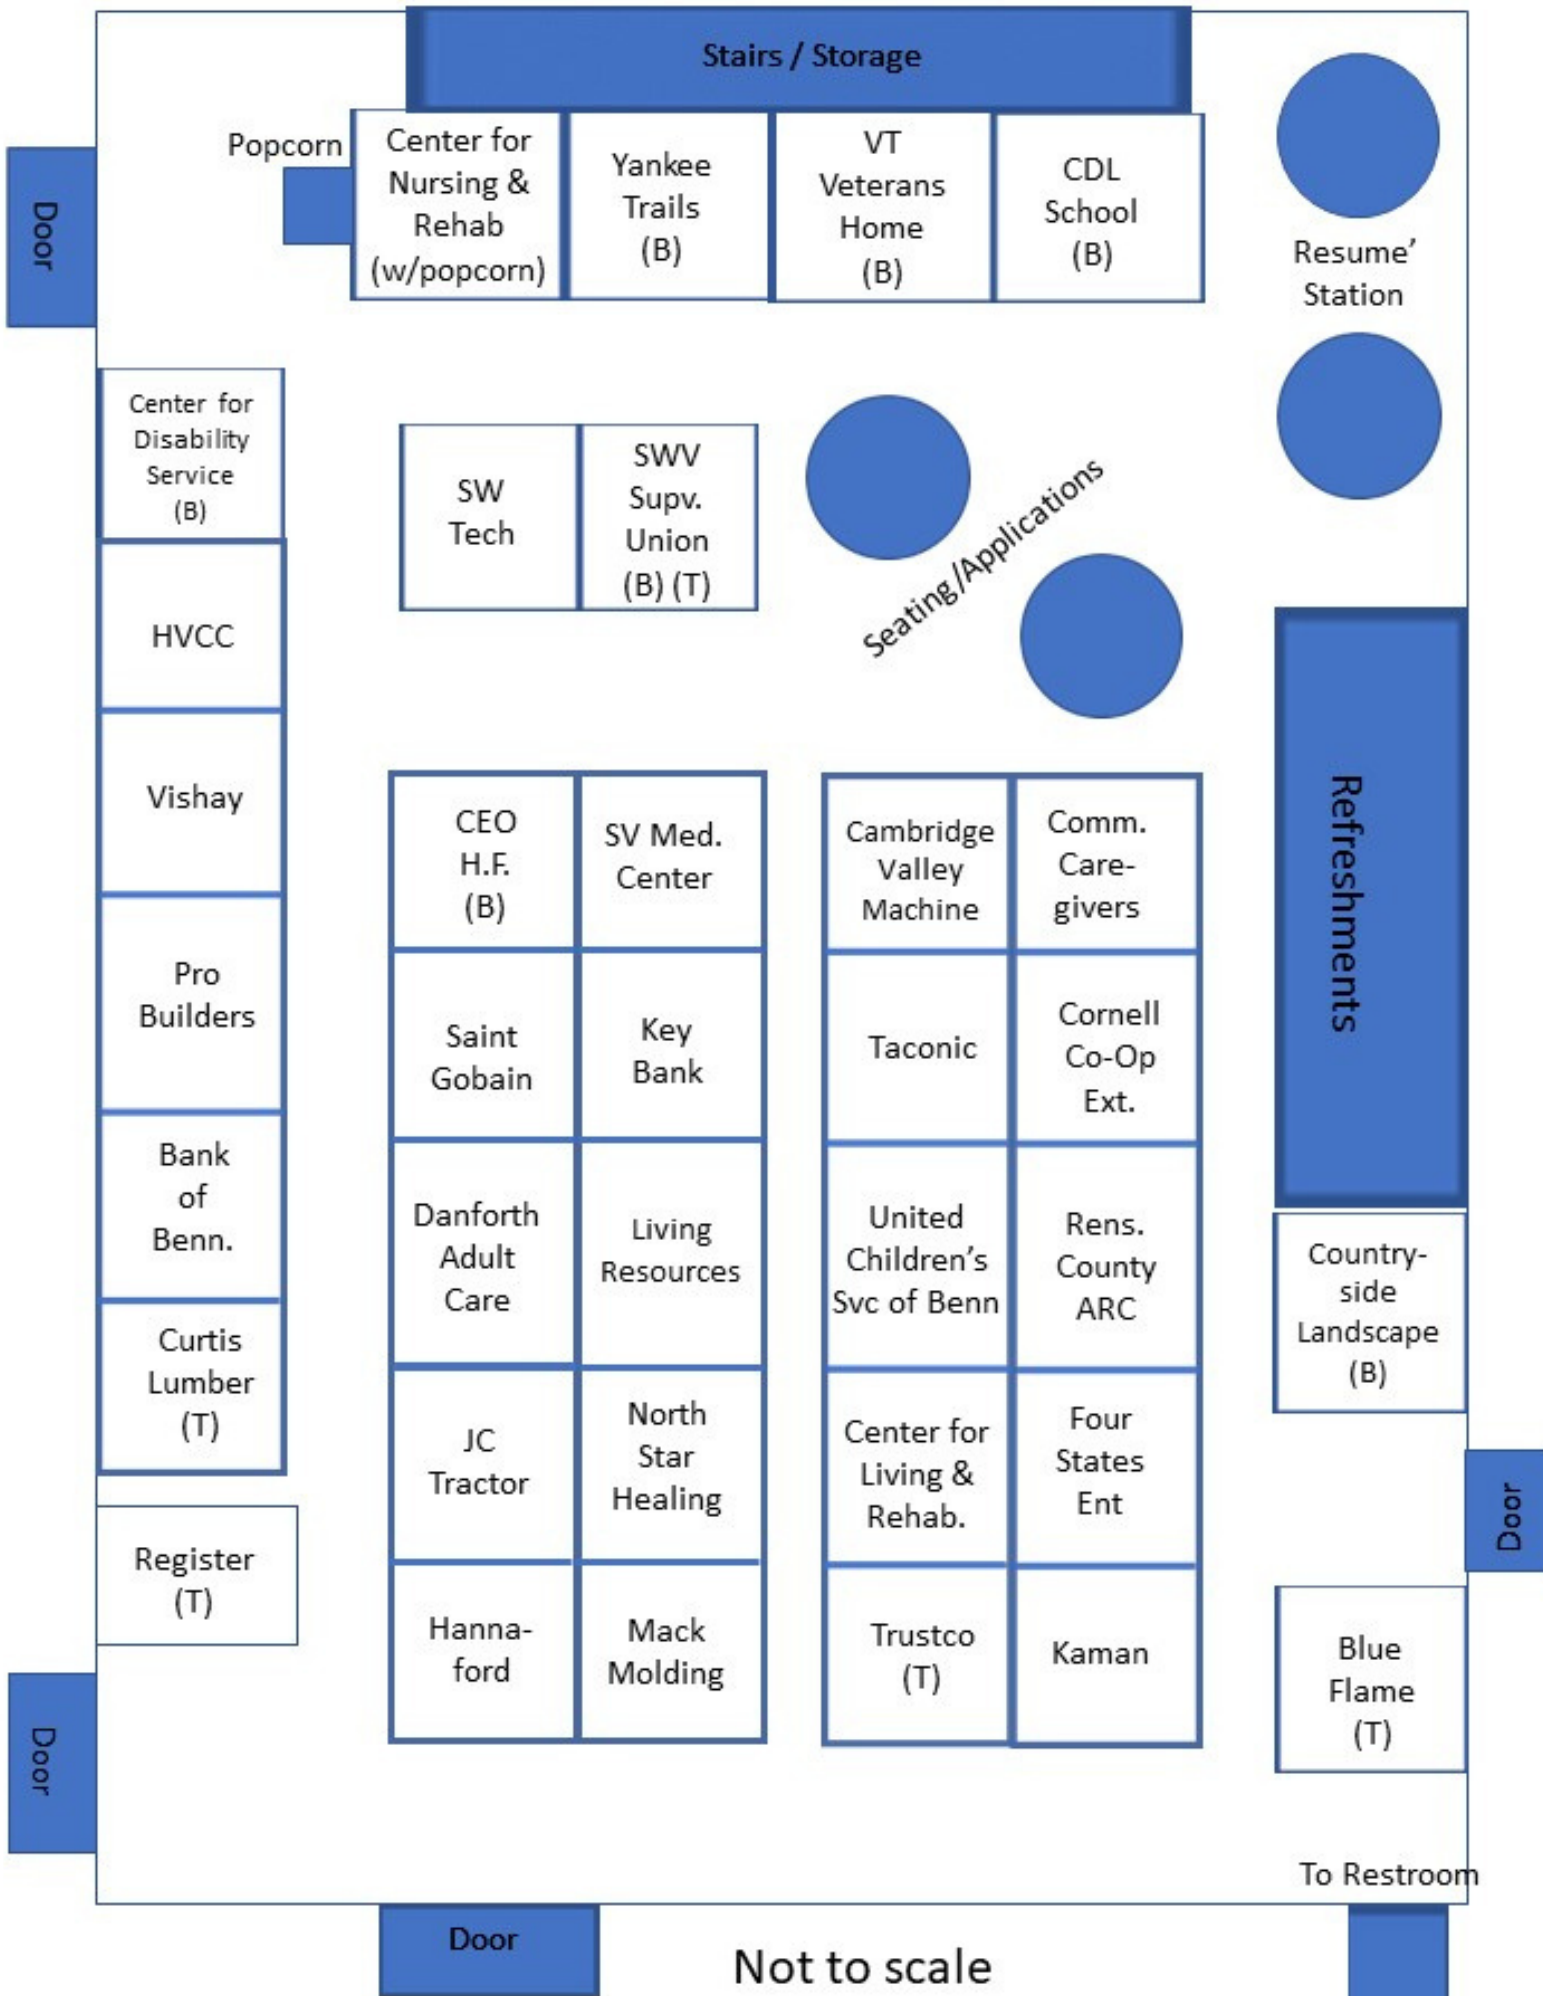 Stairs / Storage
Popcorn
Center for
Nursing &
Rehab
(w/popcorn)
Yankee
Trails
(B)
VT
Veterans
Home
(B)
CDL
School
(B)
Resume’
Station
Door
Center for
Disability
Service
(B)
SW
Tech
SWV
Supv.
Union
(B) (T)
Seating/Applications
HVCC
Vishay
Pro
Builders
Bank
of
Benn.
Curtis
Lumber
(T)
Register
(T)
CEO
H.F.
(B)
SV Med.
Center
Saint
Gobain
Key
Bank
Danforth
Adult
Care
Living
Resources
JC
Tractor
North
Star
Healing
Hanna-
ford
Mack
Molding
Cambridge
Valley
Machine
Comm.
Care-
givers
Taconic
Cornell
Co-Op
Ext.
United
Children’s
Svc of Benn
Rens.
County
ARC
Center for
Living &
Rehab.
Four
States
Ent
Trustco
(T)
Kaman
Refreshments
Country-
side
Landscape
(B)
Door
Blue
Flame
(T)
Door
To Restroom
Door
Not to scale